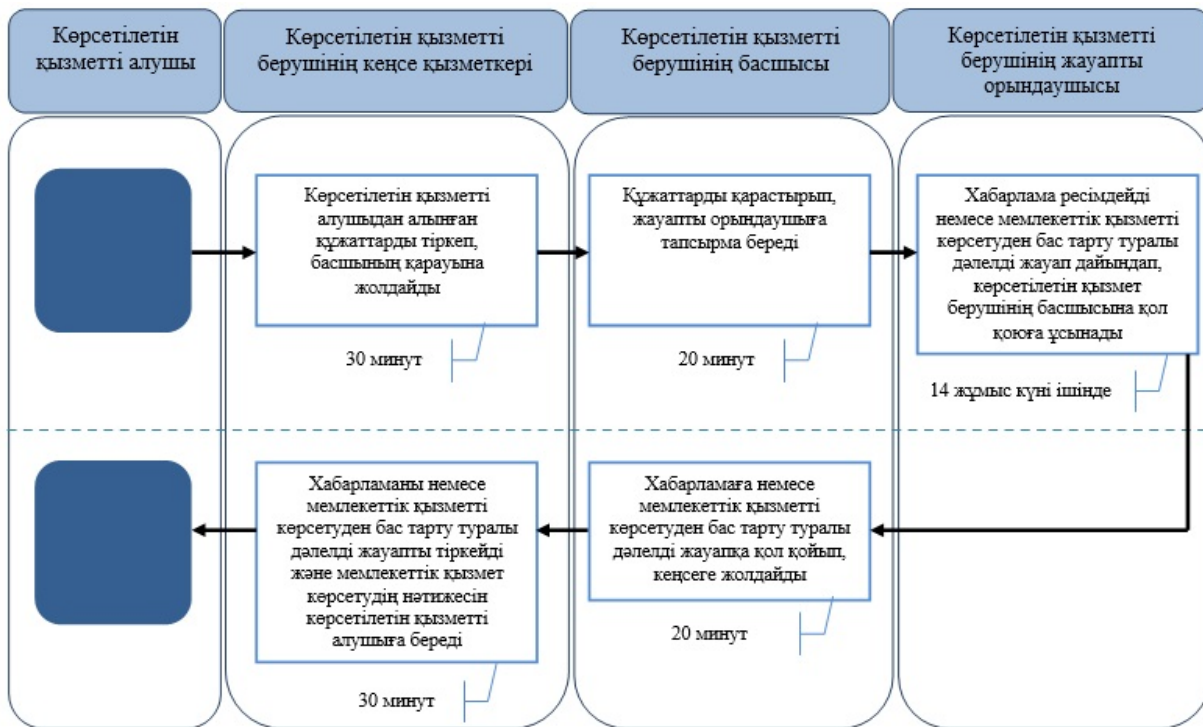 Көрсетілетін
қызметті алушы
Көрсетілетін қызметті
берушінің кеңсе қызметкері
Көрсетілетін қызметті
берушінің басшысы
Көрсетілетін қызметті
берушінің жауапты
орындаушысы
Көрсетілетін қызметті
алушыдан алынған
құжаттарды тіркеп,
басшының қарауына
жолдайды
30 минут
Құжаттарды қарастырып,
жауапты орындаушыға
тапсырма береді
20 минут
Хабарлама ресімдейді
немесе мемлекеттік қызметті
көрсетуден бас тарту туралы
дәлелді жауап дайындап,
көрсетілетін қызмет
берушінің басшысына қол
қоюға ұсынады
14 жұмыс күні ішінде
Хабарламаны немесе
мемлекеттік қызметті
көрсетуден бас тарту туралы
дәлелді жауапты тіркейді
және мемлекеттік қызмет
көрсетудің нәтижесін
көрсетілетін қызметті
алушыға береді
30 минут
Хабарламаға немесе
мемлекеттік қызметті
көрсетуден бас тарту туралы
дәлелді жауапқа қол қойып,
кеңсеге жолдайды
20 минут